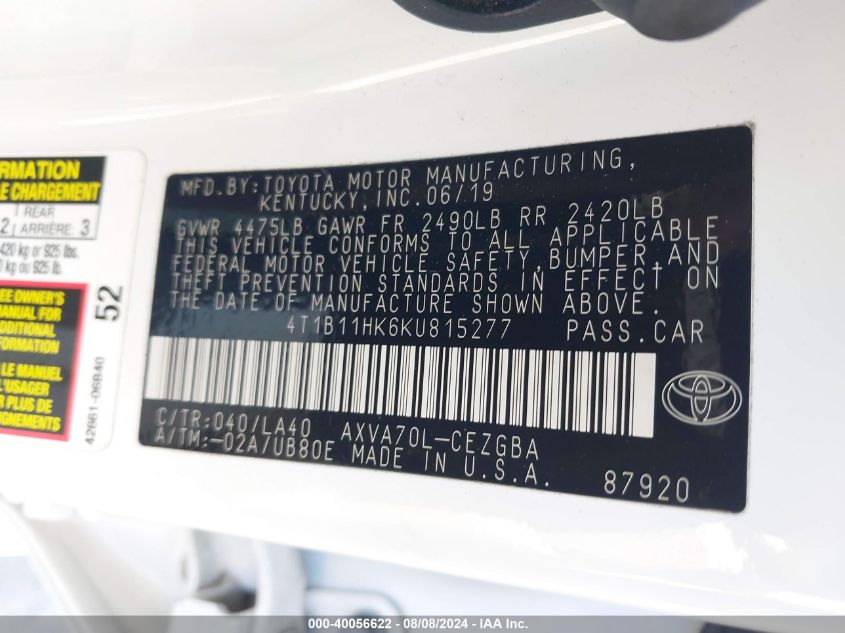 RMATION
E CHARGEMENT
1 REAR
2 ARRIÈRE: 3
420 kg or 925 lbs.
0 kg ou 925 lb.
EE OWNER'S
MANUAL FOR
ADDITIONAL
FORMATION
LE MANUEL
L'USAGER
R PLUS DE
IGNEMENTS
52
42661-06B40
MFD. BY: TOYOTA MOTOR MANUFACTURING,
KENTUCKY, INC. 06/19
GVWR 4475LB GAWR FR 2490LB RR 2420LB
THIS VEHICLE CONFORMS TO ALL APPLICABLE
FEDERAL MOTOR VEHICLE SAFETY, BUMPER, AND
THEFT PREVENTION STANDARDS IN EFFECT ON
THE DATE OF MANUFACTURE SHOWN ABOVE.
4T1B11HK6KU815277 PASS.CAR
C/TR:040/LA40 AXVA70L-CEZGBA
A/TM:-02A/UB80E MADE IN U.S.A.
87920
000 - 40056622 - 08/08/2024 - IAA Inc.